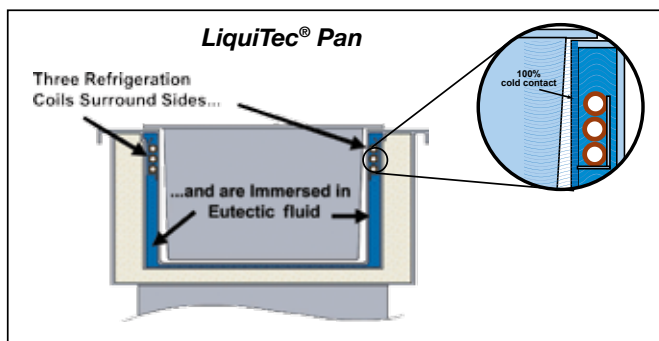 LiquiTec® Pan
Three Refrigeration
Coils Surround Sides...
100%
cold contact
...and are Immersed in
Eutectic fluid